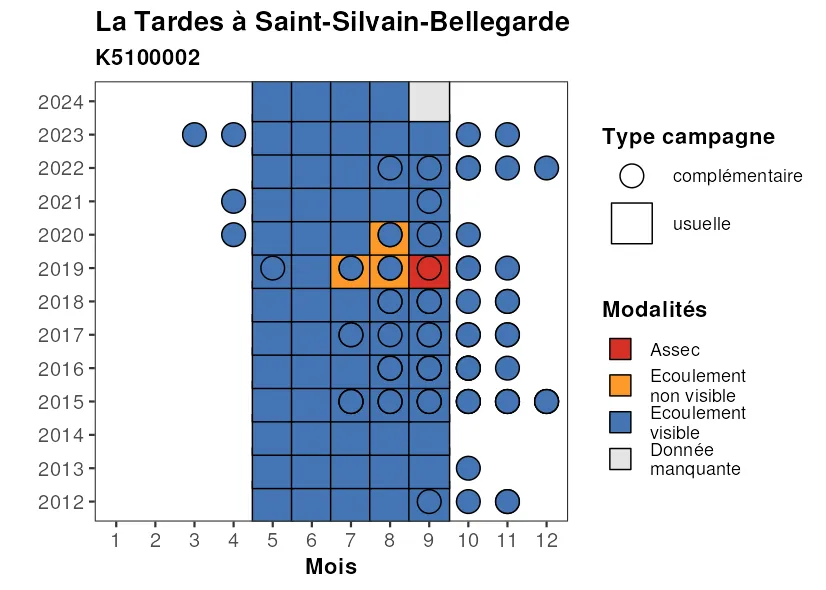 La Tardes à Saint-Silvain-Bellegarde
K5100002
2024
2023
2022
2021
2020
2019
2018
2017
2016
2015
2014
2013
2012
1 2 3 4 5 6 7 8 9 10 11 12
Mois
Type campagne
complémentaire
usuelle
Modalités
Assec
Ecoulement
non visible
Ecoulement
visible
Donnée
manquante